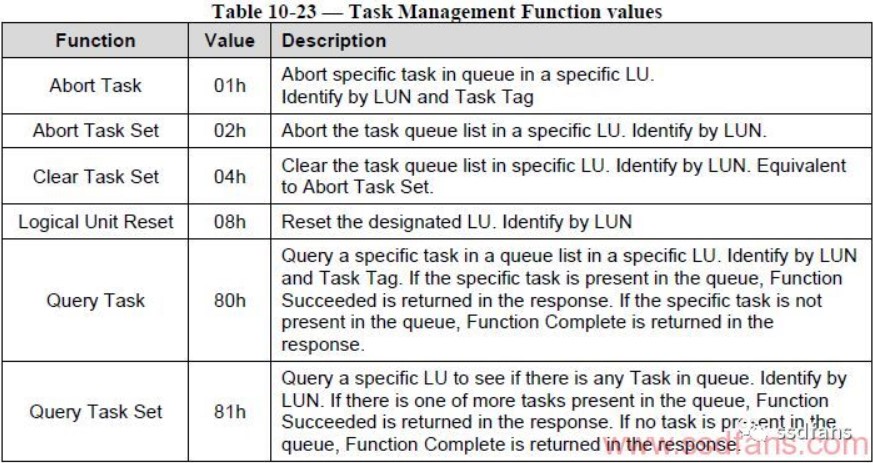 Table 10-23 — Task Management Function values
Function Value Description
Abort Task 01h Abort specific task in queue in a specific LU.
Identify by LUN and Task Tag
Abort Task Set 02h Abort the task queue list in a specific LU. Identify by LUN.
Clear Task Set 04h Clear the task queue list in specific LU. Identify by LUN. Equivalent
to Abort Task Set.
Logical Unit Reset 08h Reset the designated LU. Identify by LUN
Query Task 80h Query a specific task in a queue list in a specific LU. Identify by LUN
and Task Tag. If the specific task is present in the queue, Function
Succeeded is returned in the response. If the specific task is not
present in the queue, Function Complete is returned in the
response.
Query Task Set 81h Query a specific LU to see if there is any Task in queue. Identify by
LUN. If there is one of more tasks present in the queue, Function
Succeeded is returned in the response. If no task is present in the
queue, Function Complete is returned in the response.
ssdfans
www.ssdfans.com